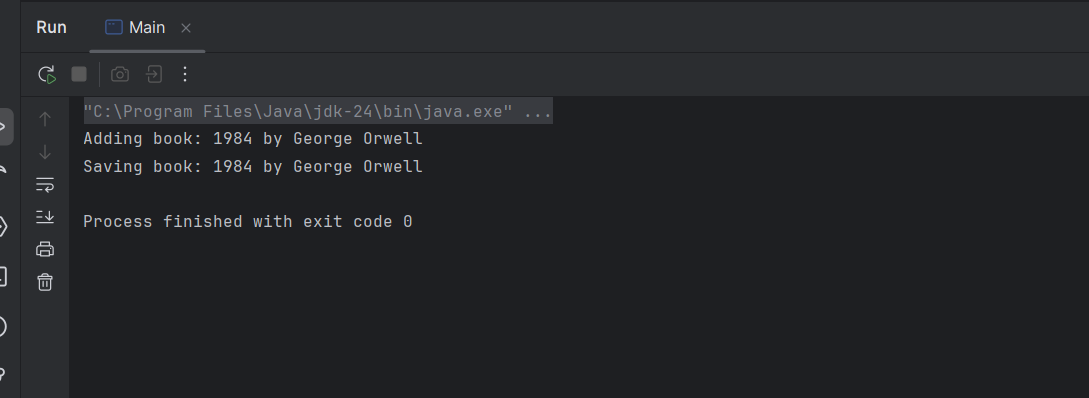 Run Main
"C:\Program Files\Java\jdk-24\bin\java.exe" ...
Adding book: 1984 by George Orwell
Saving book: 1984 by George Orwell
Process finished with exit code 0